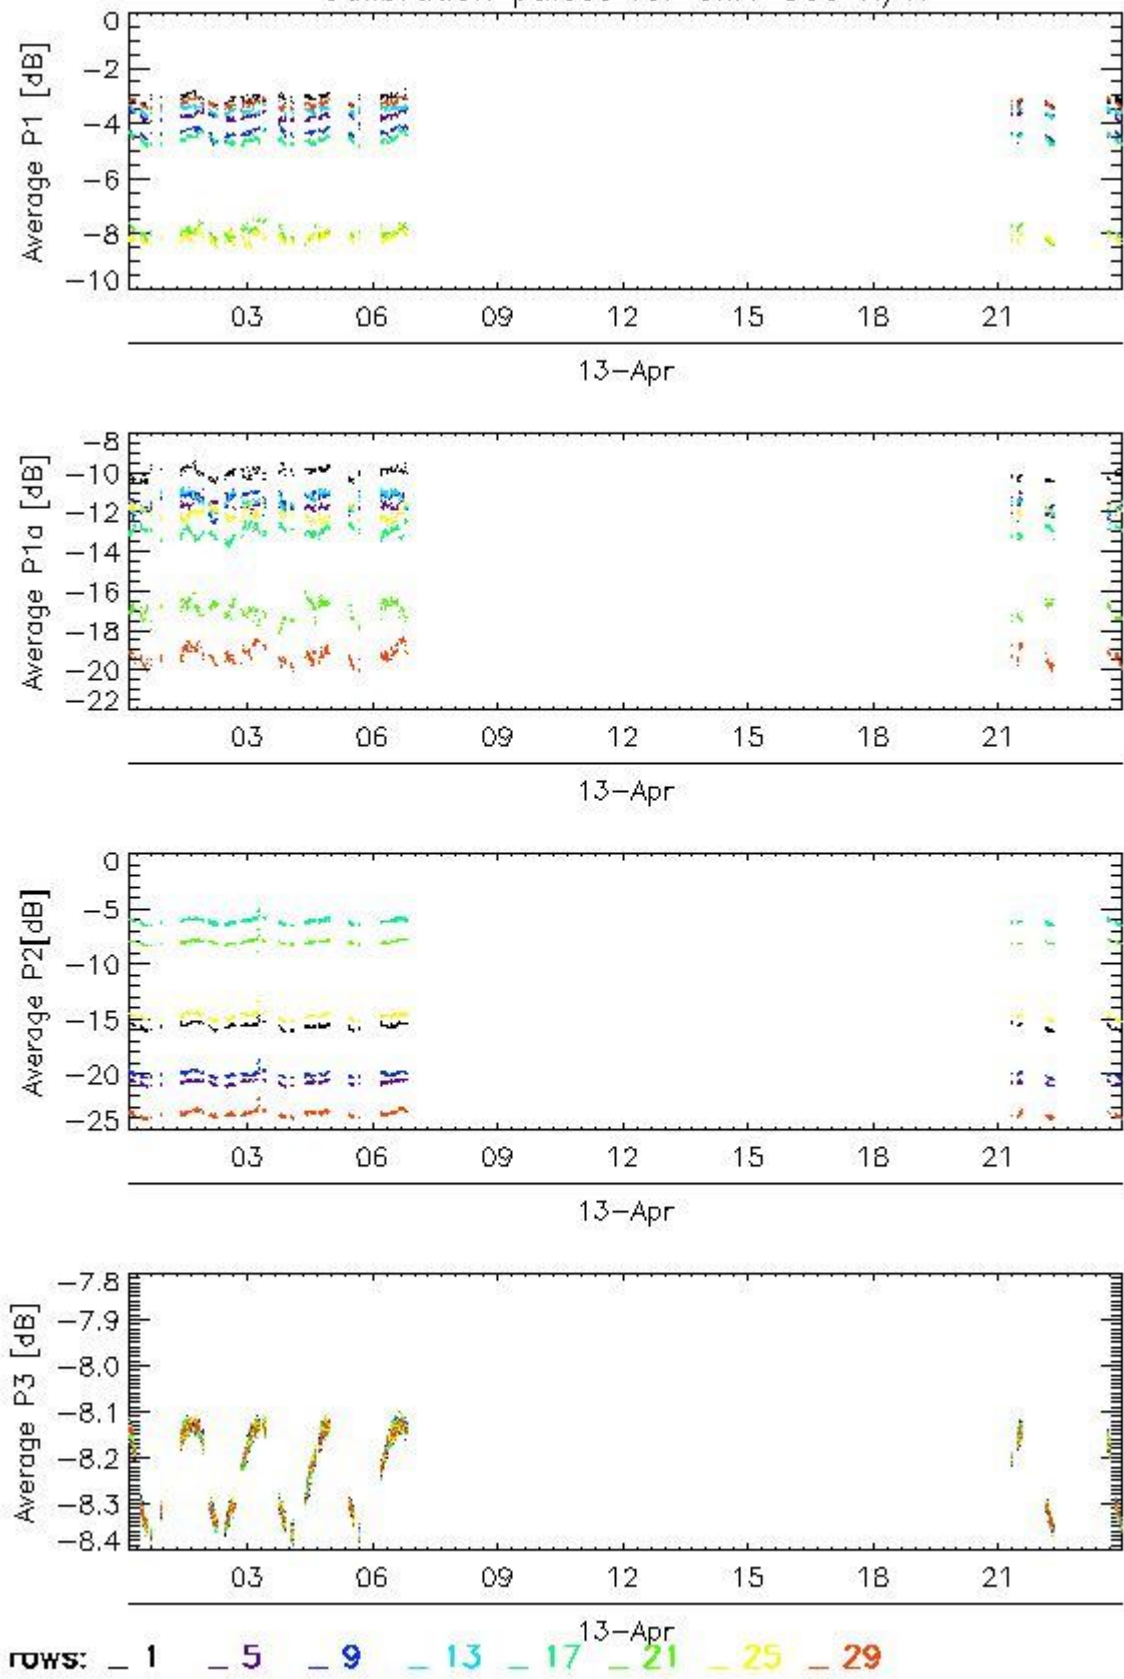 0
−2
−4
−6
−8
−10
Average P1 [dB]
03 06 09 12 15 18 21
13−Apr
−8
−10
−12
−14
−16
−18
−20
−22
Average P1a [dB]
03 06 09 12 15 18 21
13−Apr
0
−5
−10
−15
−20
−25
Average P2[dB]
03 06 09 12 15 18 21
13−Apr
−7.8
−7.9
−8.0
−8.1
−8.2
−8.3
−8.4
Average P3 [dB]
03 06 09 12 15 18 21
13−Apr
rows: _ 1 _ 5 _ 9 _ 13 _ 17 _ 21 _ 25 _ 29